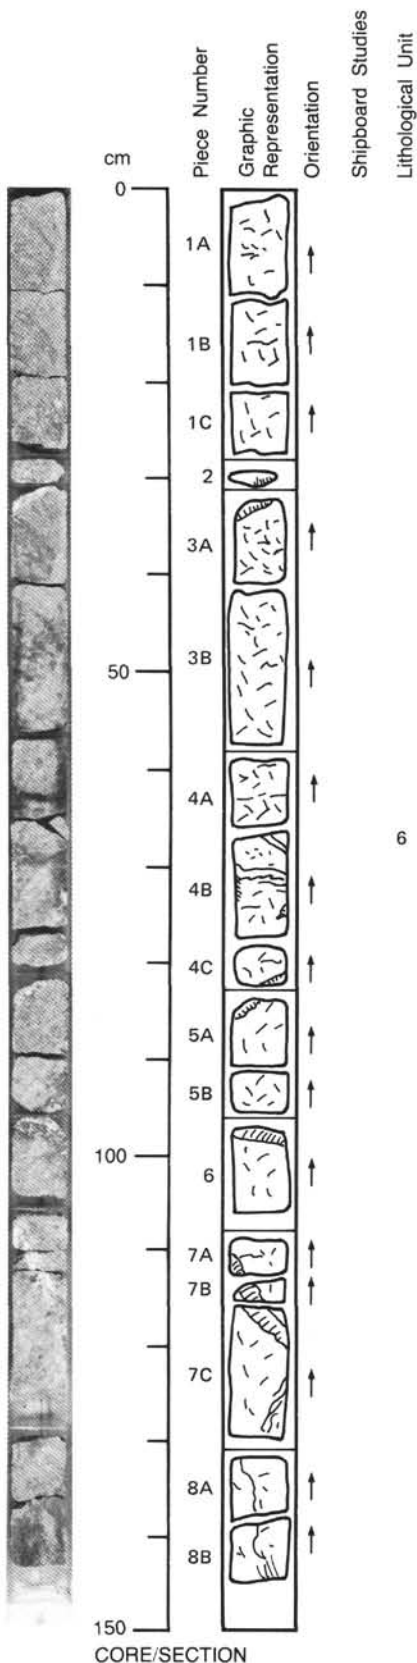 cm
Piece Number
Graphic Representation
Orientation
Shipboard Studies
Lithological Unit
0
1A
1B
1C
2
3A
3B
50
4A
6
4B
4C
5A
5B
100
6
7A
7B
7C
8A
8B
150
CORE/SECTION